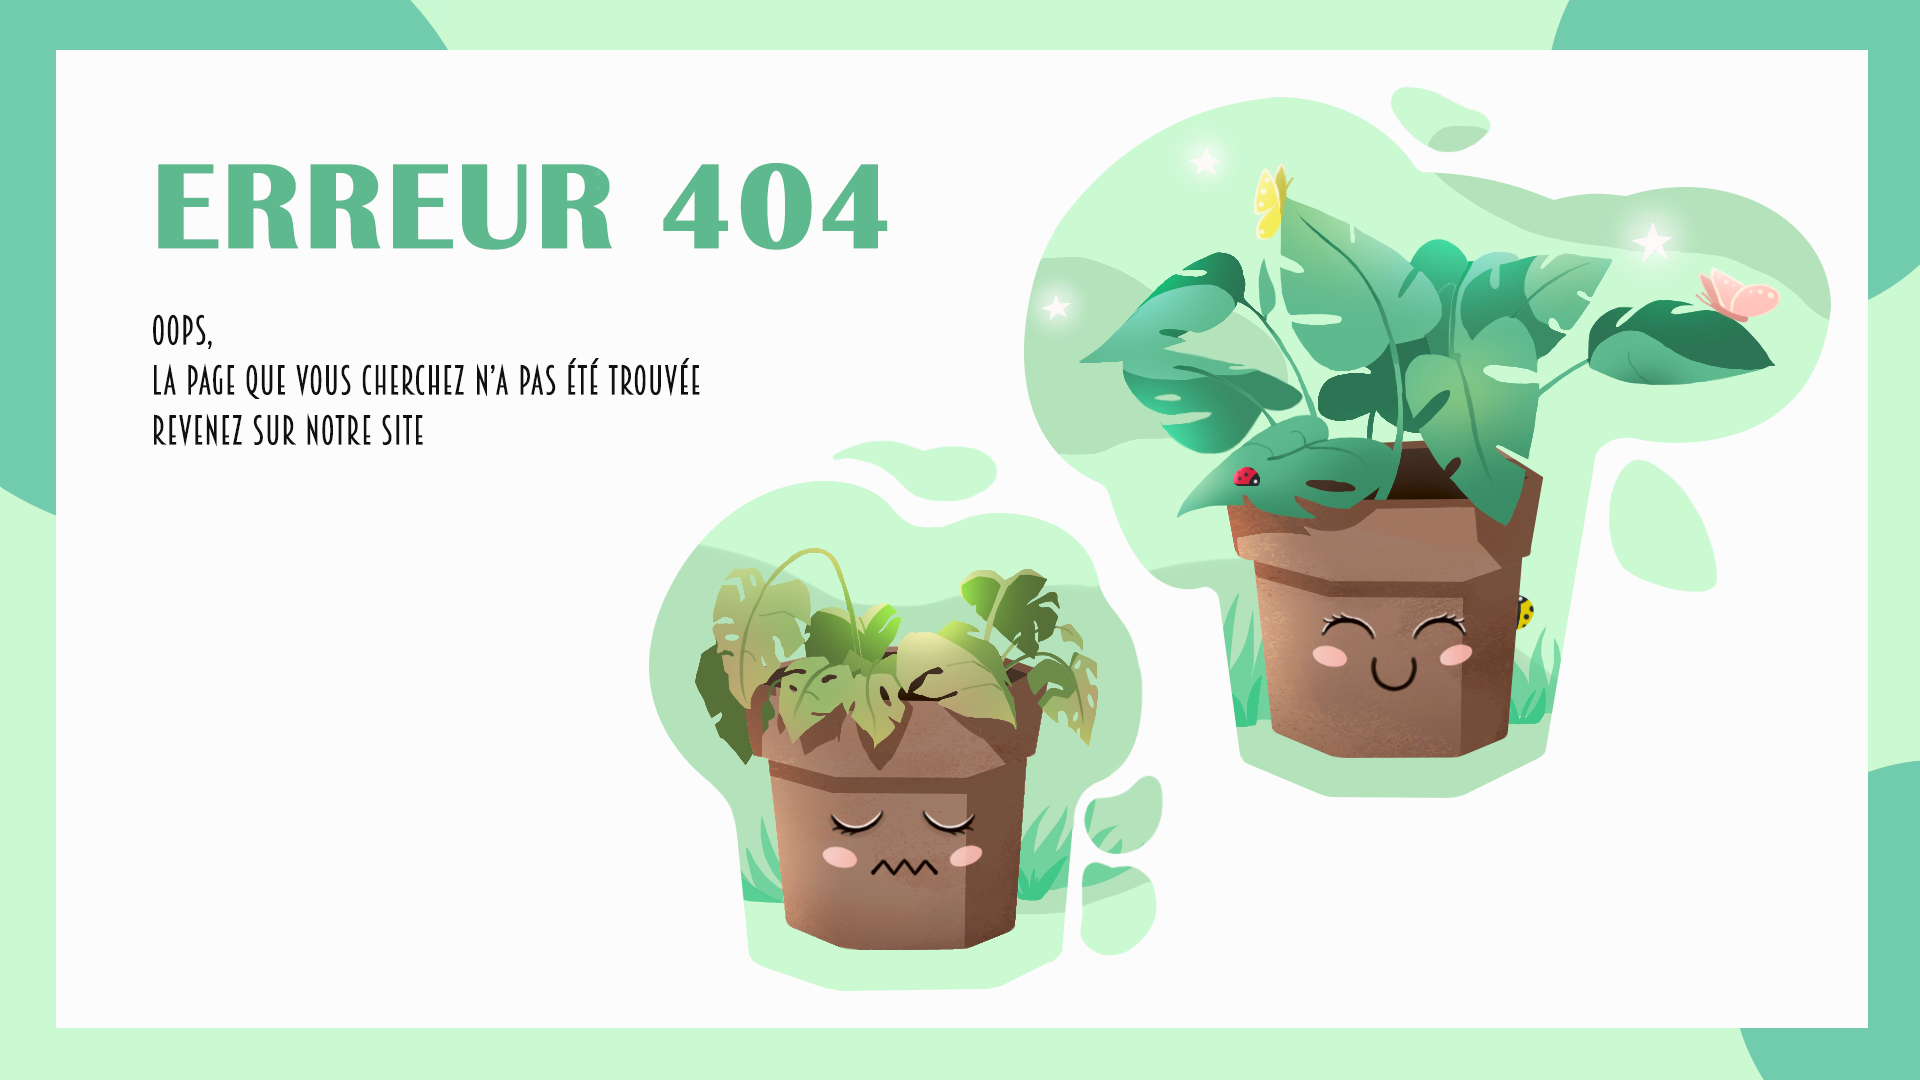 ERREUR 404
OOPS,
LA PAGE QUE VOUS CHERCHEZ N'A PAS ÉTÉ TROUVÉE
REVENEZ SUR NOTRE SITE